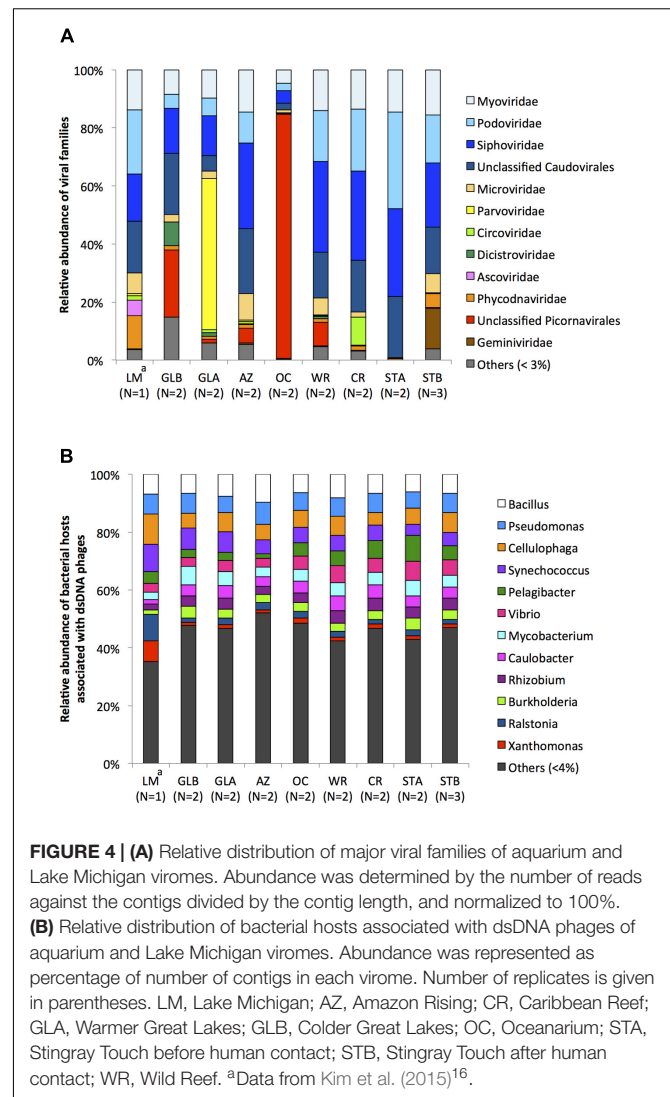 A
Relative abundance of viral families
100%
80%
60%
40%
20%
0%
LMa
(N=1)
GLB
(N=2)
GLA
(N=2)
AZ
(N=2)
OC
(N=2)
WR
(N=2)
CR
(N=2)
STA
(N=2)
STB
(N=3)
Myoviridae
Podoviridae
Siphoviridae
Unclassified Caudovirales
Microviridae
Parvoviridae
Circoviridae
Dicistroviridae
Ascoviridae
Phycodnaviridae
Unclassified Picornavirales
Geminiviridae
Others (< 3%)
B
Relative abundance of bacterial hosts
associated with dsDNA phages
100%
80%
60%
40%
20%
0%
LMa
(N=1)
GLB
(N=2)
GLA
(N=2)
AZ
(N=2)
OC
(N=2)
WR
(N=2)
CR
(N=2)
STA
(N=2)
STB
(N=3)
Bacillus
Pseudomonas
Cellulophaga
Synechococcus
Pelagibacter
Vibrio
Mycobacterium
Caulobacter
Rhizobium
Burkholderia
Ralstonia
Xanthomonas
Others (<4%)
FIGURE 4 | (A) Relative distribution of major viral families of aquarium and
Lake Michigan viromes. Abundance was determined by the number of reads
against the contigs divided by the contig length, and normalized to 100%.
(B) Relative distribution of bacterial hosts associated with dsDNA phages of
aquarium and Lake Michigan viromes. Abundance was represented as
percentage of number of contigs in each virome. Number of replicates is given
in parentheses. LM, Lake Michigan; AZ, Amazon Rising; CR, Caribbean Reef;
GLA, Warmer Great Lakes; GLB, Colder Great Lakes; OC, Oceanarium; STA,
Stingray Touch before human contact; STB, Stingray Touch after human
contact; WR, Wild Reef. aData from Kim et al. (2015)16.